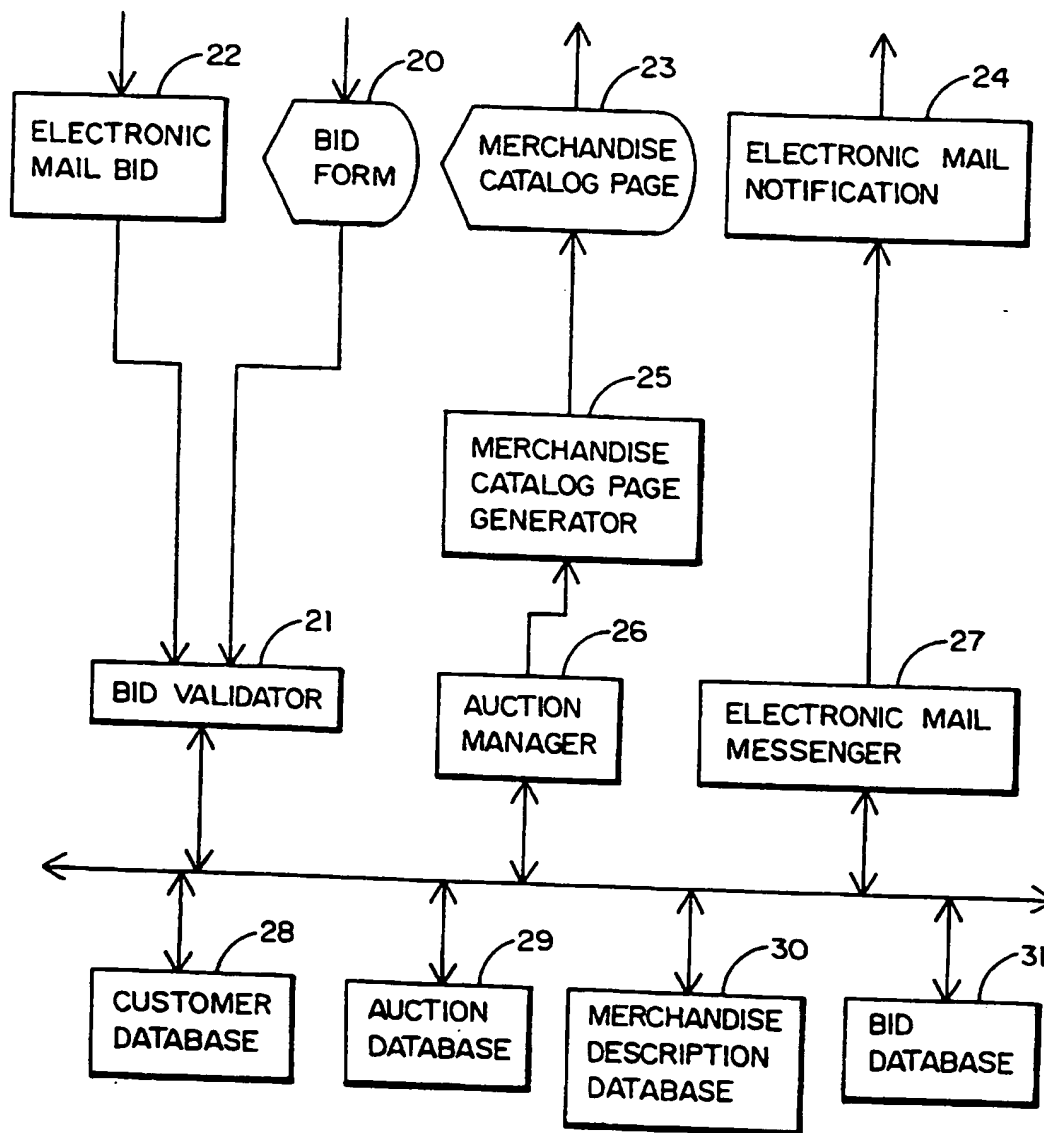 22
20
23
24
ELECTRONIC
MAIL BID
BID
FORM
MERCHANDISE
CATALOG PAGE
ELECTRONIC MAIL
NOTIFICATION
25
MERCHANDISE
CATALOG PAGE
GENERATOR
21
26
27
BID VALIDATOR
AUCTION
MANAGER
ELECTRONIC MAIL
MESSENGER
28
29
30
31
CUSTOMER
DATABASE
AUCTION
DATABASE
MERCHANDISE
DESCRIPTION
DATABASE
BID
DATABASE